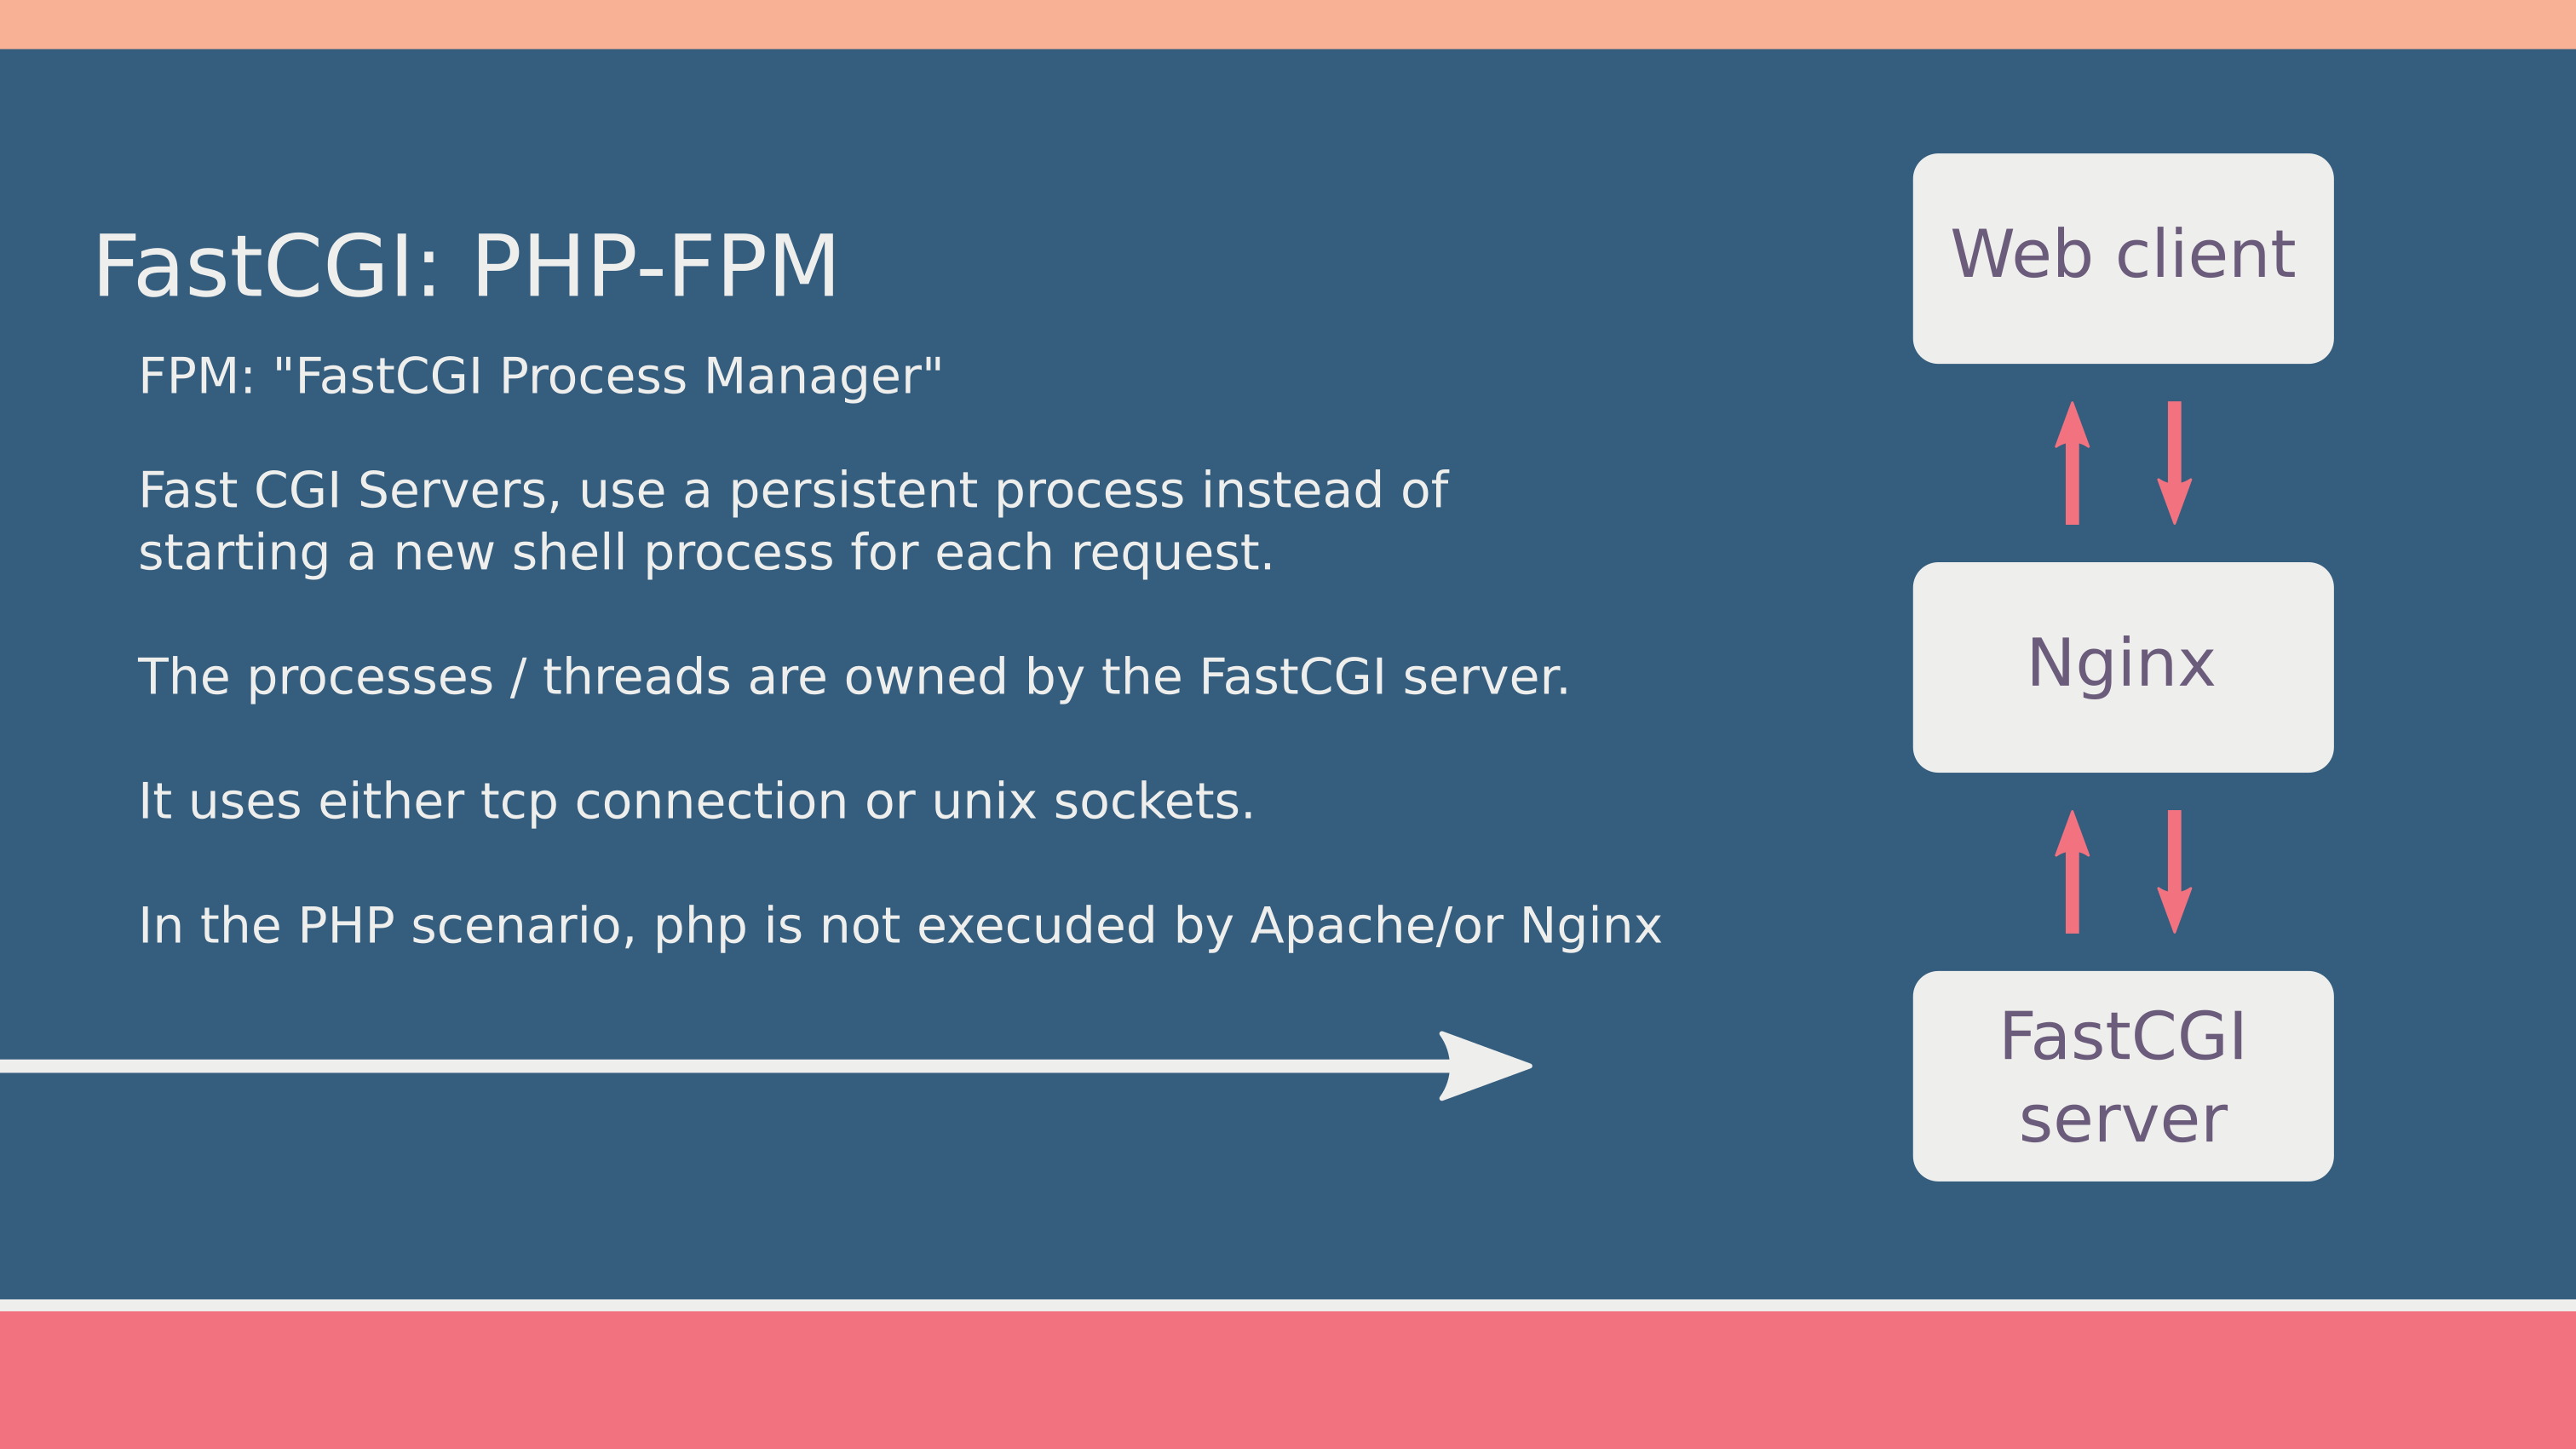 FastCGI: PHP-FPM
FPM: "FastCGI Process Manager"
Fast CGI Servers, use a persistent process instead of
starting a new shell process for each request.
The processes / threads are owned by the FastCGI server.
It uses either tcp connection or unix sockets.
In the PHP scenario, php is not execuded by Apache/or Nginx
Web client
Nginx
FastCGI
server